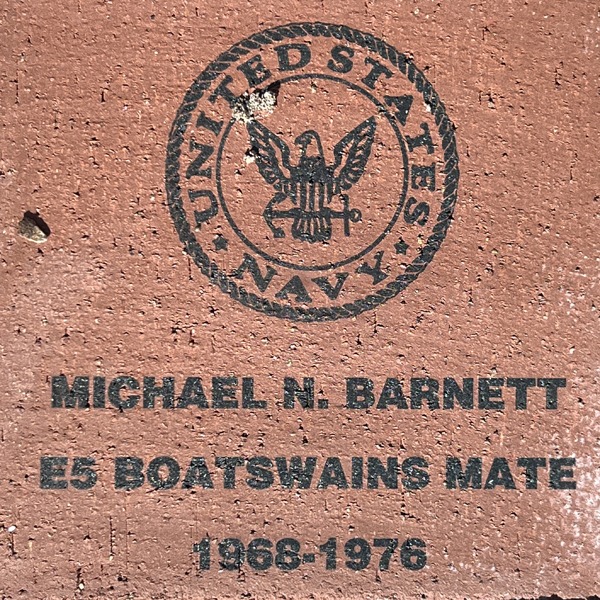 UNITED STATES
NAVY
MICHAEL N. BARNETT
E5 BOATSWAINS MATE
1968-1976